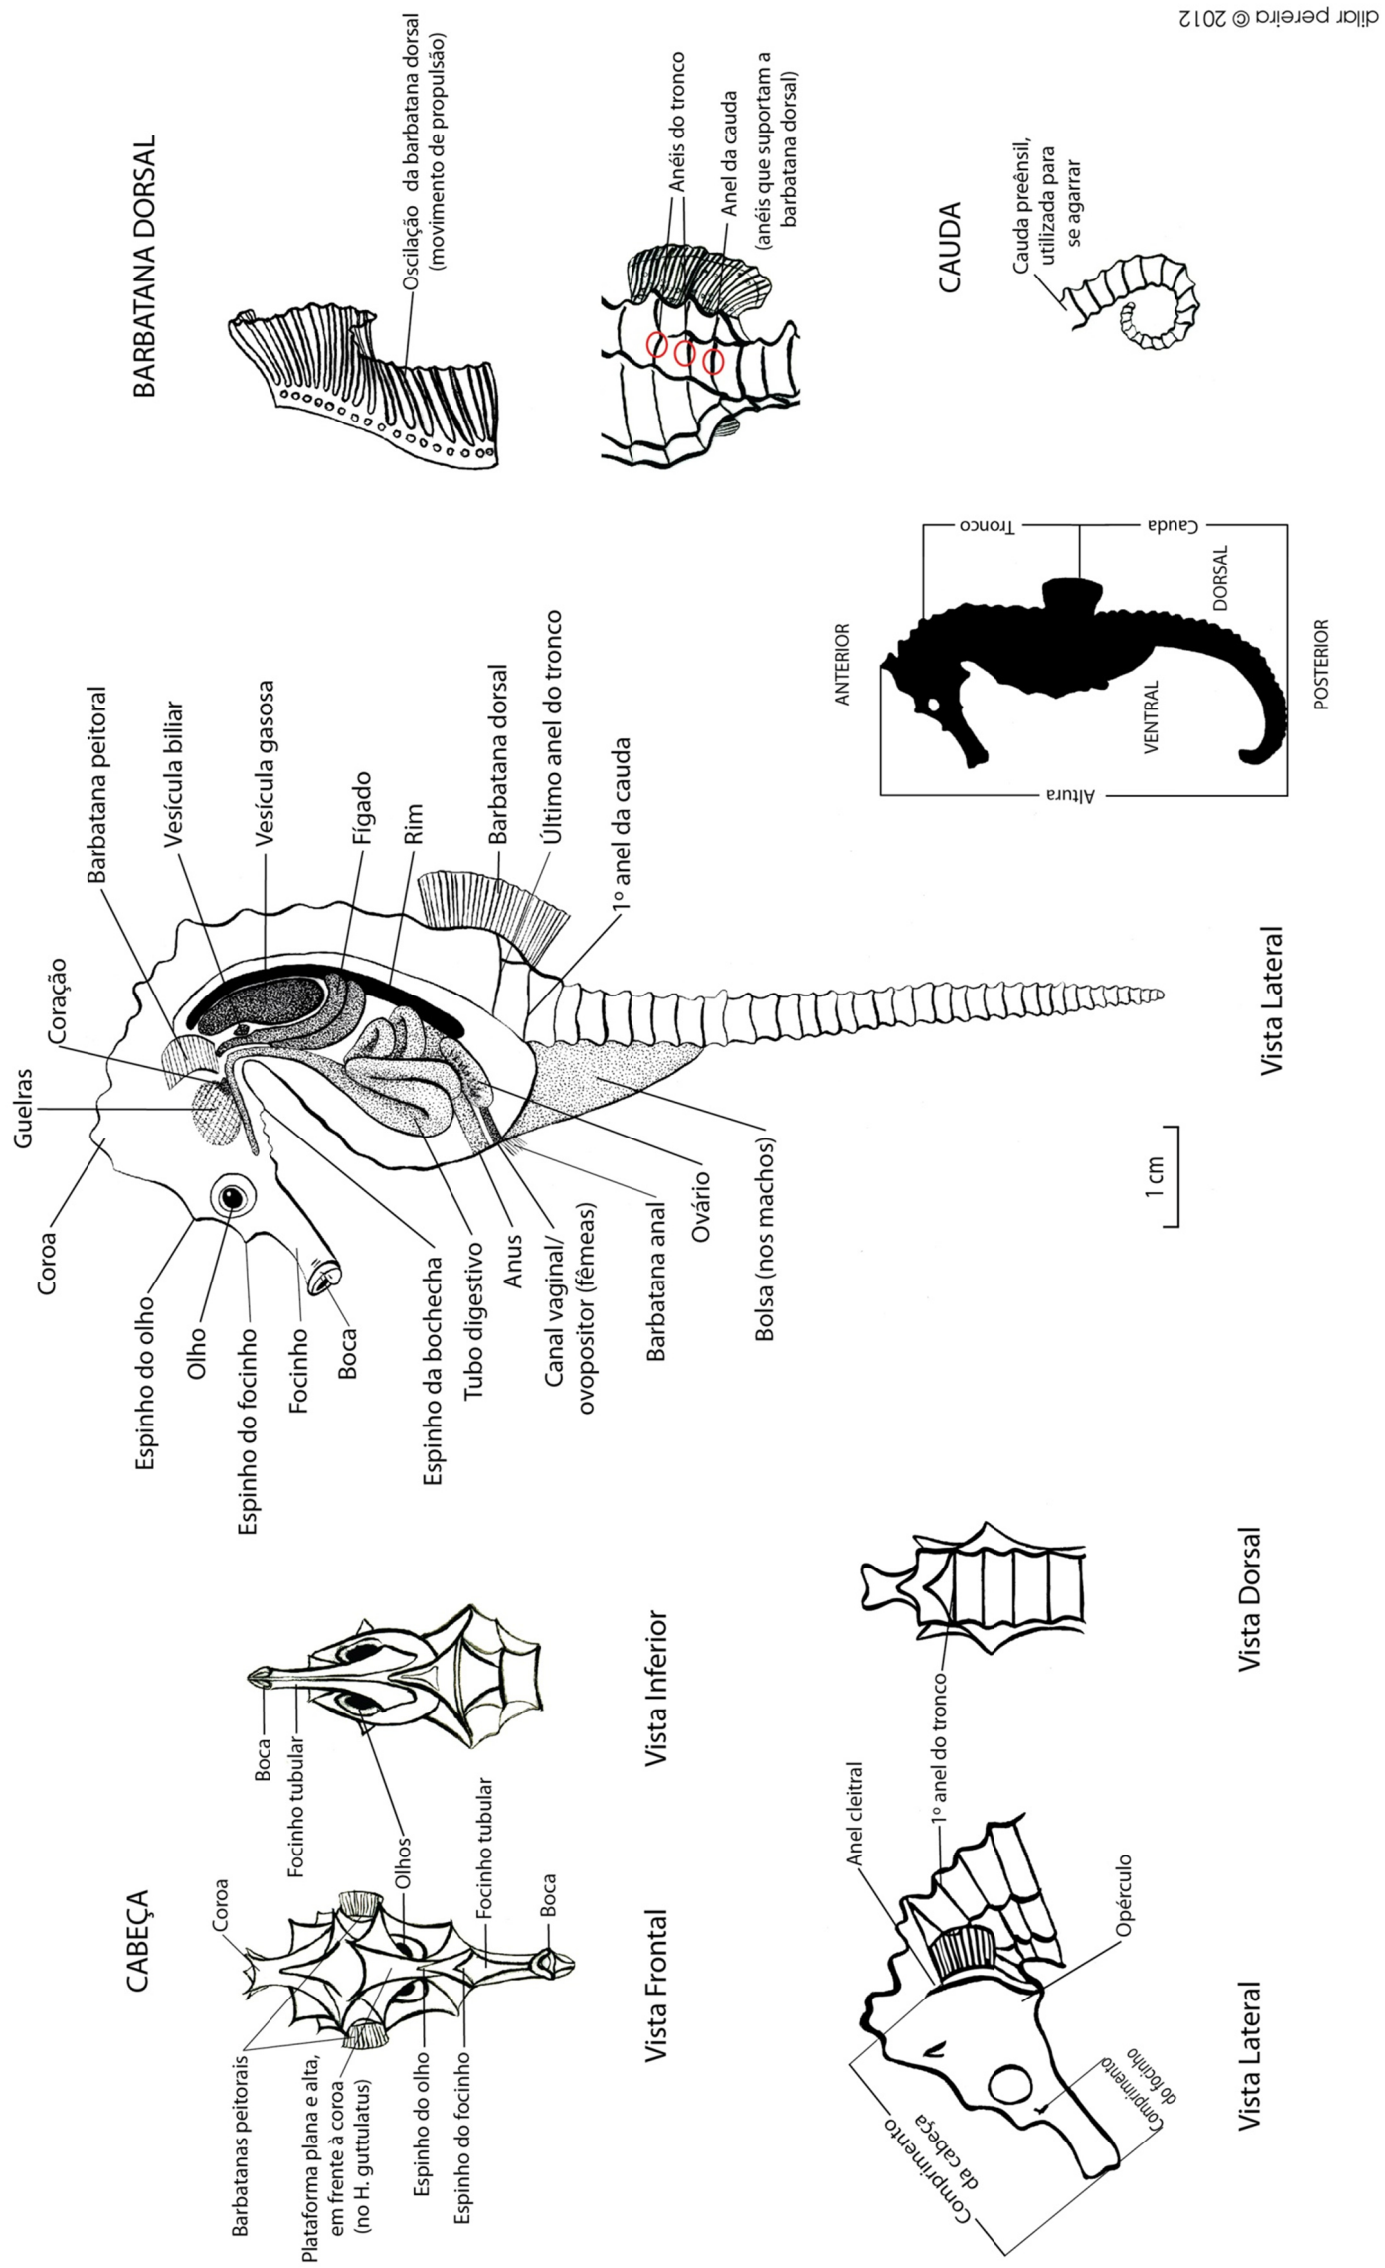 CABEÇA
Coroa
Barbatanas peitorais
Plataforma plana e alta,
em frente à coroa
(no H. guttulatus)
Espinho do olho
Espinho do focinho
Olhos
Focinho tubular
Boca
Vista Frontal
Boca
Focinho tubular
Vista Inferior
Comprimento
da cabeça
Comprimento
do focinho
Anel cleitral
1º anel do tronco
Opérculo
Vista Lateral
Vista Dorsal
Guelras
Coração
Coroa
Barbatana peitoral
Vesícula biliar
Vesícula gasosa
Fígado
Rim
Barbatana dorsal
Último anel do tronco
1º anel da cauda
Espinho do olho
Olho
Espinho do focinho
Focinho
Boca
Espinho da bochecha
Tubo digestivo
Anus
Canal vaginal/
ovopositor (fêmeas)
Barbatana anal
Ovário
Bolsa (nos machos)
1 cm
Vista Lateral
ANTERIOR
Altura
Tronco
Cauda
VENTRAL
DORSAL
POSTERIOR
BARBATANA DORSAL
Oscilação da barbatana dorsal
(movimento de propulsão)
Anéis do tronco
Anel da cauda
(anéis que suportam a
barbatana dorsal)
CAUDA
Cauda preênsil,
utilizada para
se agarrar
dilar pereira © 2012